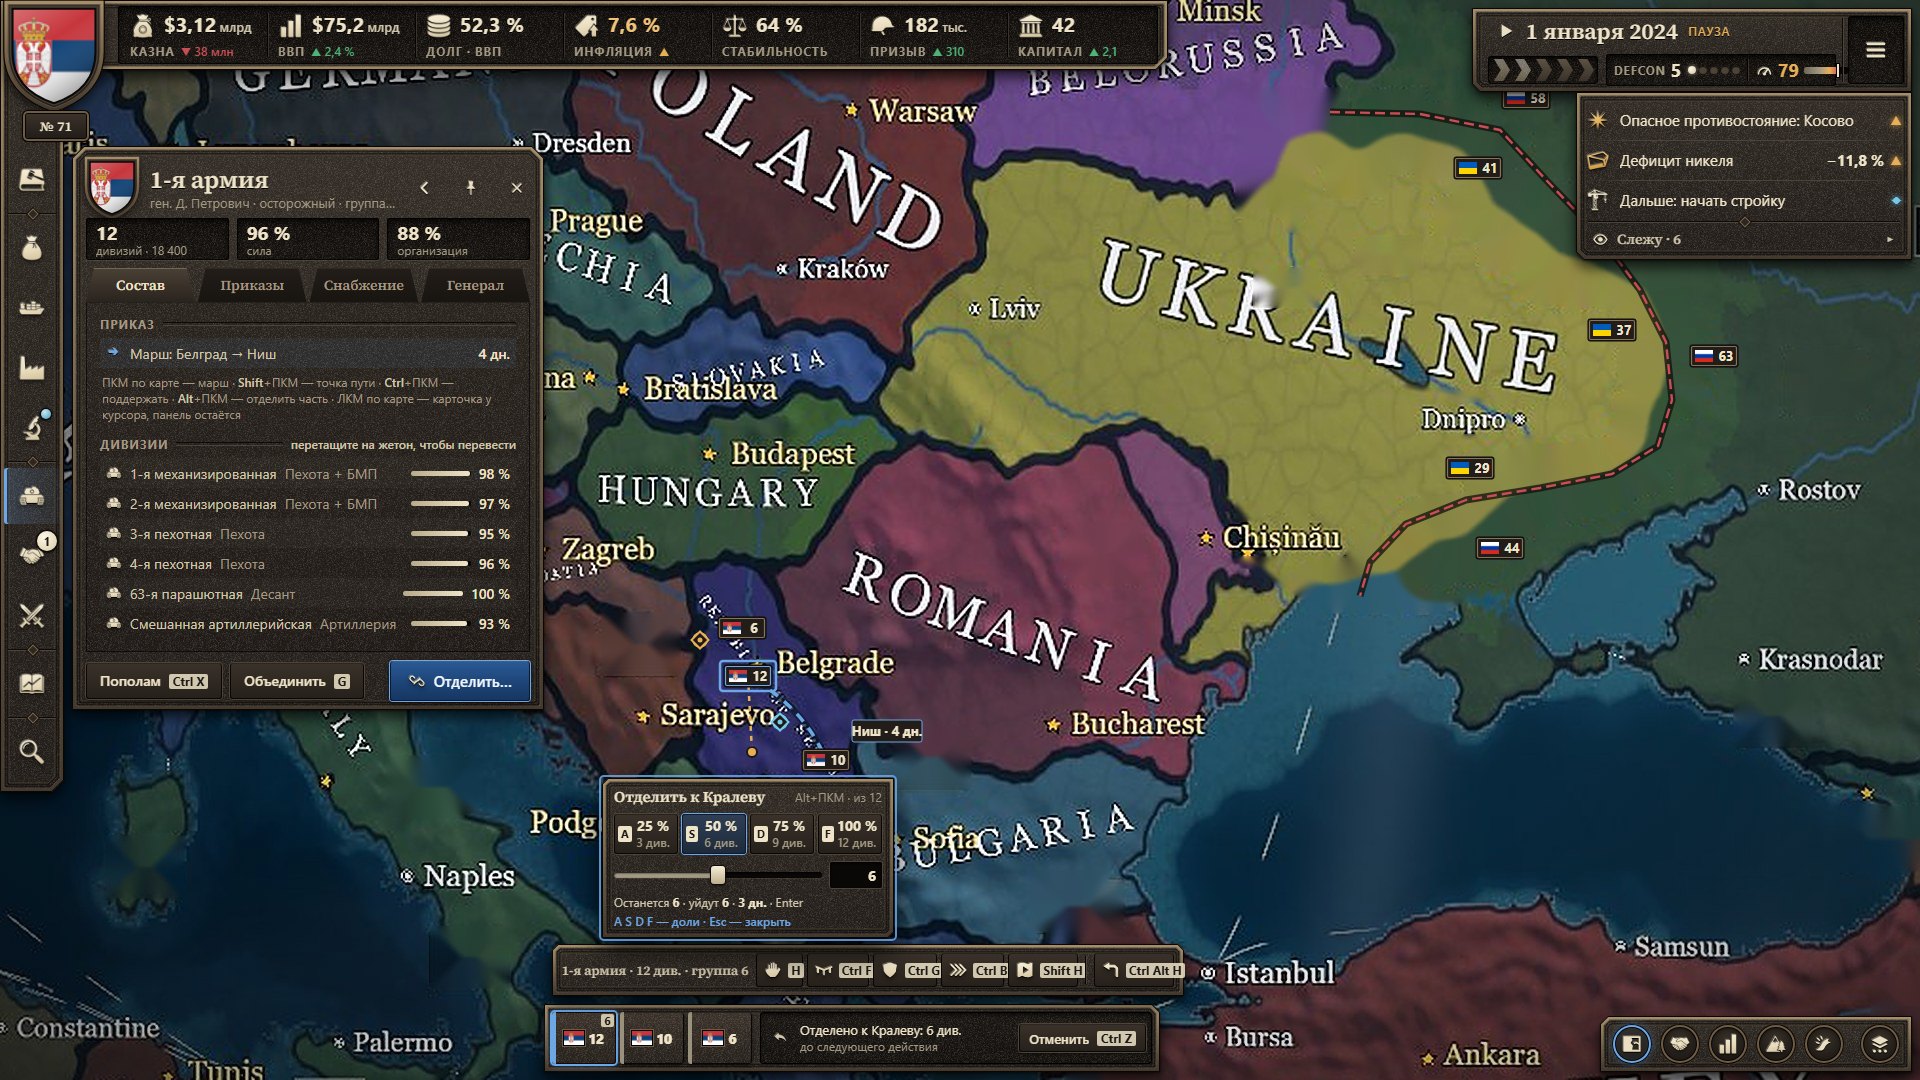 $3,12 млрд
КАЗНА ▼ 38 млн
$75,2 млрд
ВВП ▲ 2,4 %
52,3 %
ДОЛГ · ВВП
7,6 %
ИНФЛЯЦИЯ ▲
64 %
СТАБИЛЬНОСТЬ
182 тыс.
ПРИЗЫВ ▲ 310
42
КАПИТАЛ ▲ 2,1
1 января 2024 ПАУЗА
DEFCON 5
79
№ 71
Опасное противостояние: Косово
Дефицит никеля −11,8 %
Дальше: начать стройку
Слежу · 6
1-я армия
ген. Д. Петрович · осторожный · группа...
12
дивизий · 18 400
96 %
сила
88 %
организация
Состав
Приказы
Снабжение
Генерал
ПРИКАЗ
Марш: Белград → Ниш 4 дн.
ПКМ по карте — марш · Shift+ПКМ — точка пути · Ctrl+ПКМ —
поддержать · Alt+ПКМ — отделить часть · ЛКМ по карте — карточка у
курсора, панель остаётся
ДИВИЗИИ перетащите на жетон, чтобы перевести
1-я механизированная Пехота + БМП 98 %
2-я механизированная Пехота + БМП 97 %
3-я пехотная Пехота 95 %
4-я пехотная Пехота 96 %
63-я парашютная Десант 100 %
Смешанная артиллерийская Артиллерия 93 %
Пополам Ctrl X
Объединить G
Отделить...
1
Minsk
BELORUSSIA
POLAND
Warsaw
Dresden
Prague
Kraków
Lviv
UKRAINE
Dnipro
58
41
37
63
29
44
SLOVAKIA
Bratislava
Budapest
HUNGARY
Zagreb
Chișinău
ROMANIA
Rostov
Krasnodar
6
Belgrade
12
Sarajevo
Ниш · 4 дн.
10
Bucharest
Sofia
BULGARIA
Naples
Palermo
Constantine
Tunis
Istanbul
Bursa
Samsun
Ankara
Отделить к Кралеву Alt+ПКМ · из 12
A 25 %
3 див.
S 50 %
6 див.
D 75 %
9 див.
F 100 %
12 див.
6
Останется 6 · уйдут 6 · 3 дн. · Enter
A S D F — доли · Esc — закрыть
1-я армия · 12 див. · группа 6
H
Ctrl F
Ctrl G
Ctrl B
Shift H
Ctrl Alt H
6
12
10
6
Отделено к Кралеву: 6 див.
до следующего действия
Отменить Ctrl Z